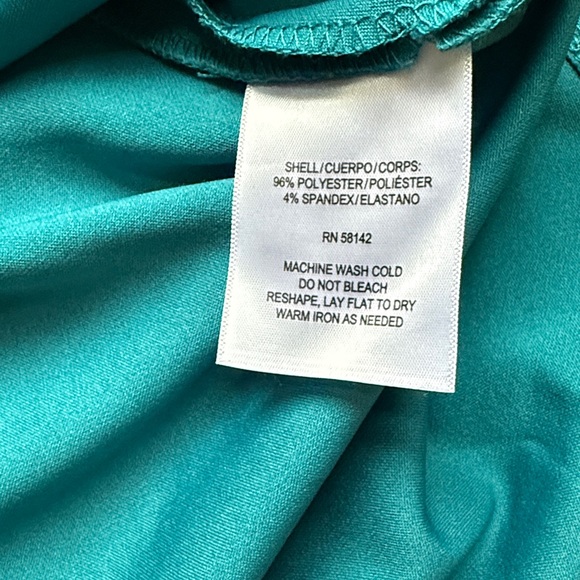 SHELL/CUERPO/CORPS:
96% POLYESTER/POLIÉSTER
4% SPANDEX/ELASTANO
RN 58142
MACHINE WASH COLD
DO NOT BLEACH
RESHAPE, LAY FLAT TO DRY
WARM IRON AS NEEDED